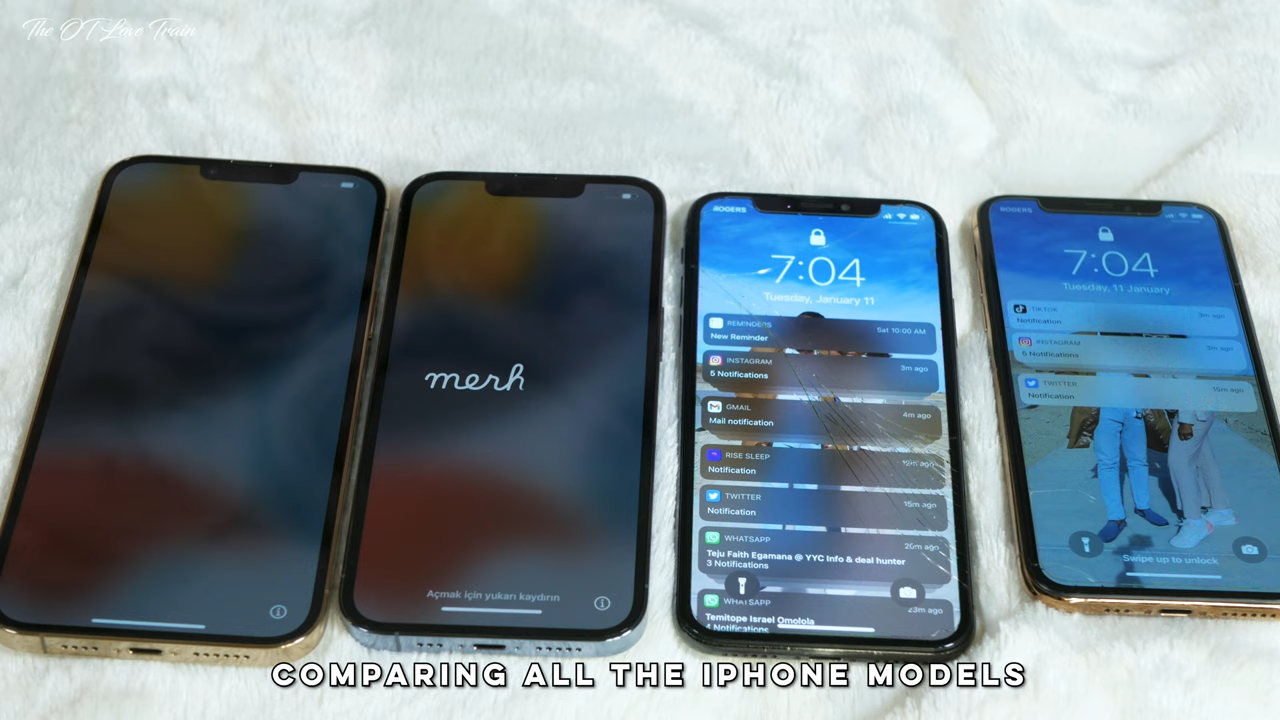 The OT Love Train
merh
Açmak için yukarı kaydırın
ROGERS
7:04
Tuesday, January 11
REMINDERS
Sat 10:00 AM
New Reminder
INSTAGRAM
3m ago
5 Notifications
GMAIL
4m ago
Mail notification
RISE SLEEP
Notification
TWITTER
15m ago
Notification
WHATSAPP
20m ago
Teju Faith Egamana @ YYC Info & deal hunter
3 Notifications
WHATSAPP
23m ago
Temitope Israel Omolola
4 Notifications
ROGERS
7:04
Tuesday, 11 January
TIKTOK
Notification
INSTAGRAM
3m ago
5 Notifications
TWITTER
15m ago
Notification
Swipe up to unlock
COMPARING ALL THE IPHONE MODELS